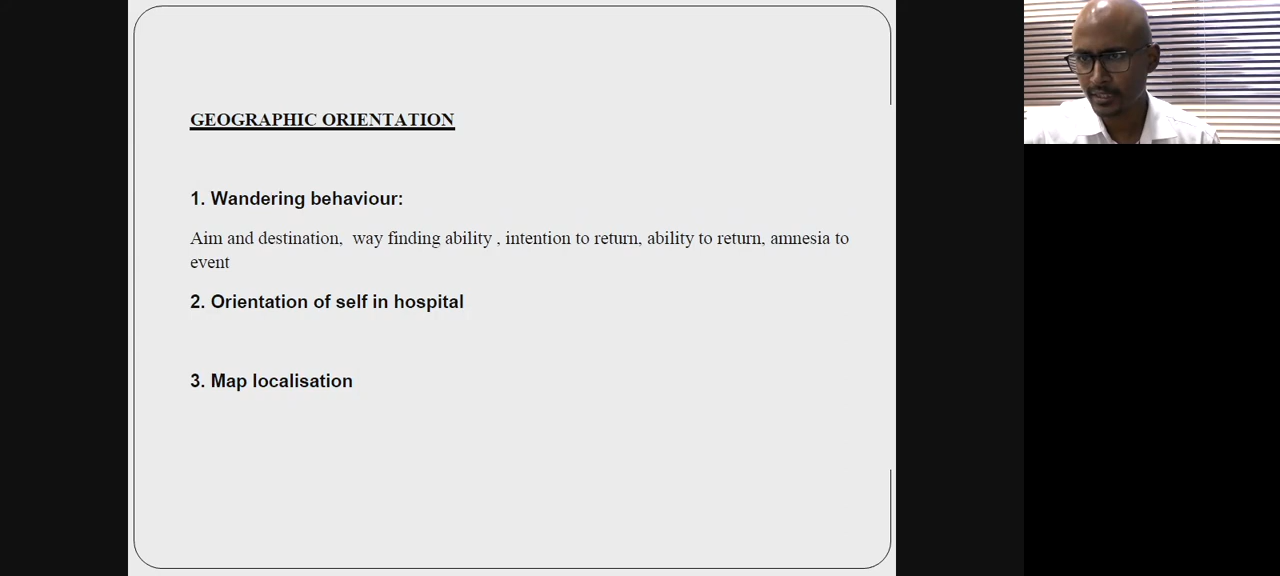 GEOGRAPHIC ORIENTATION
1. Wandering behaviour:
Aim and destination, way finding ability , intention to return, ability to return, amnesia to
event
2. Orientation of self in hospital
3. Map localisation